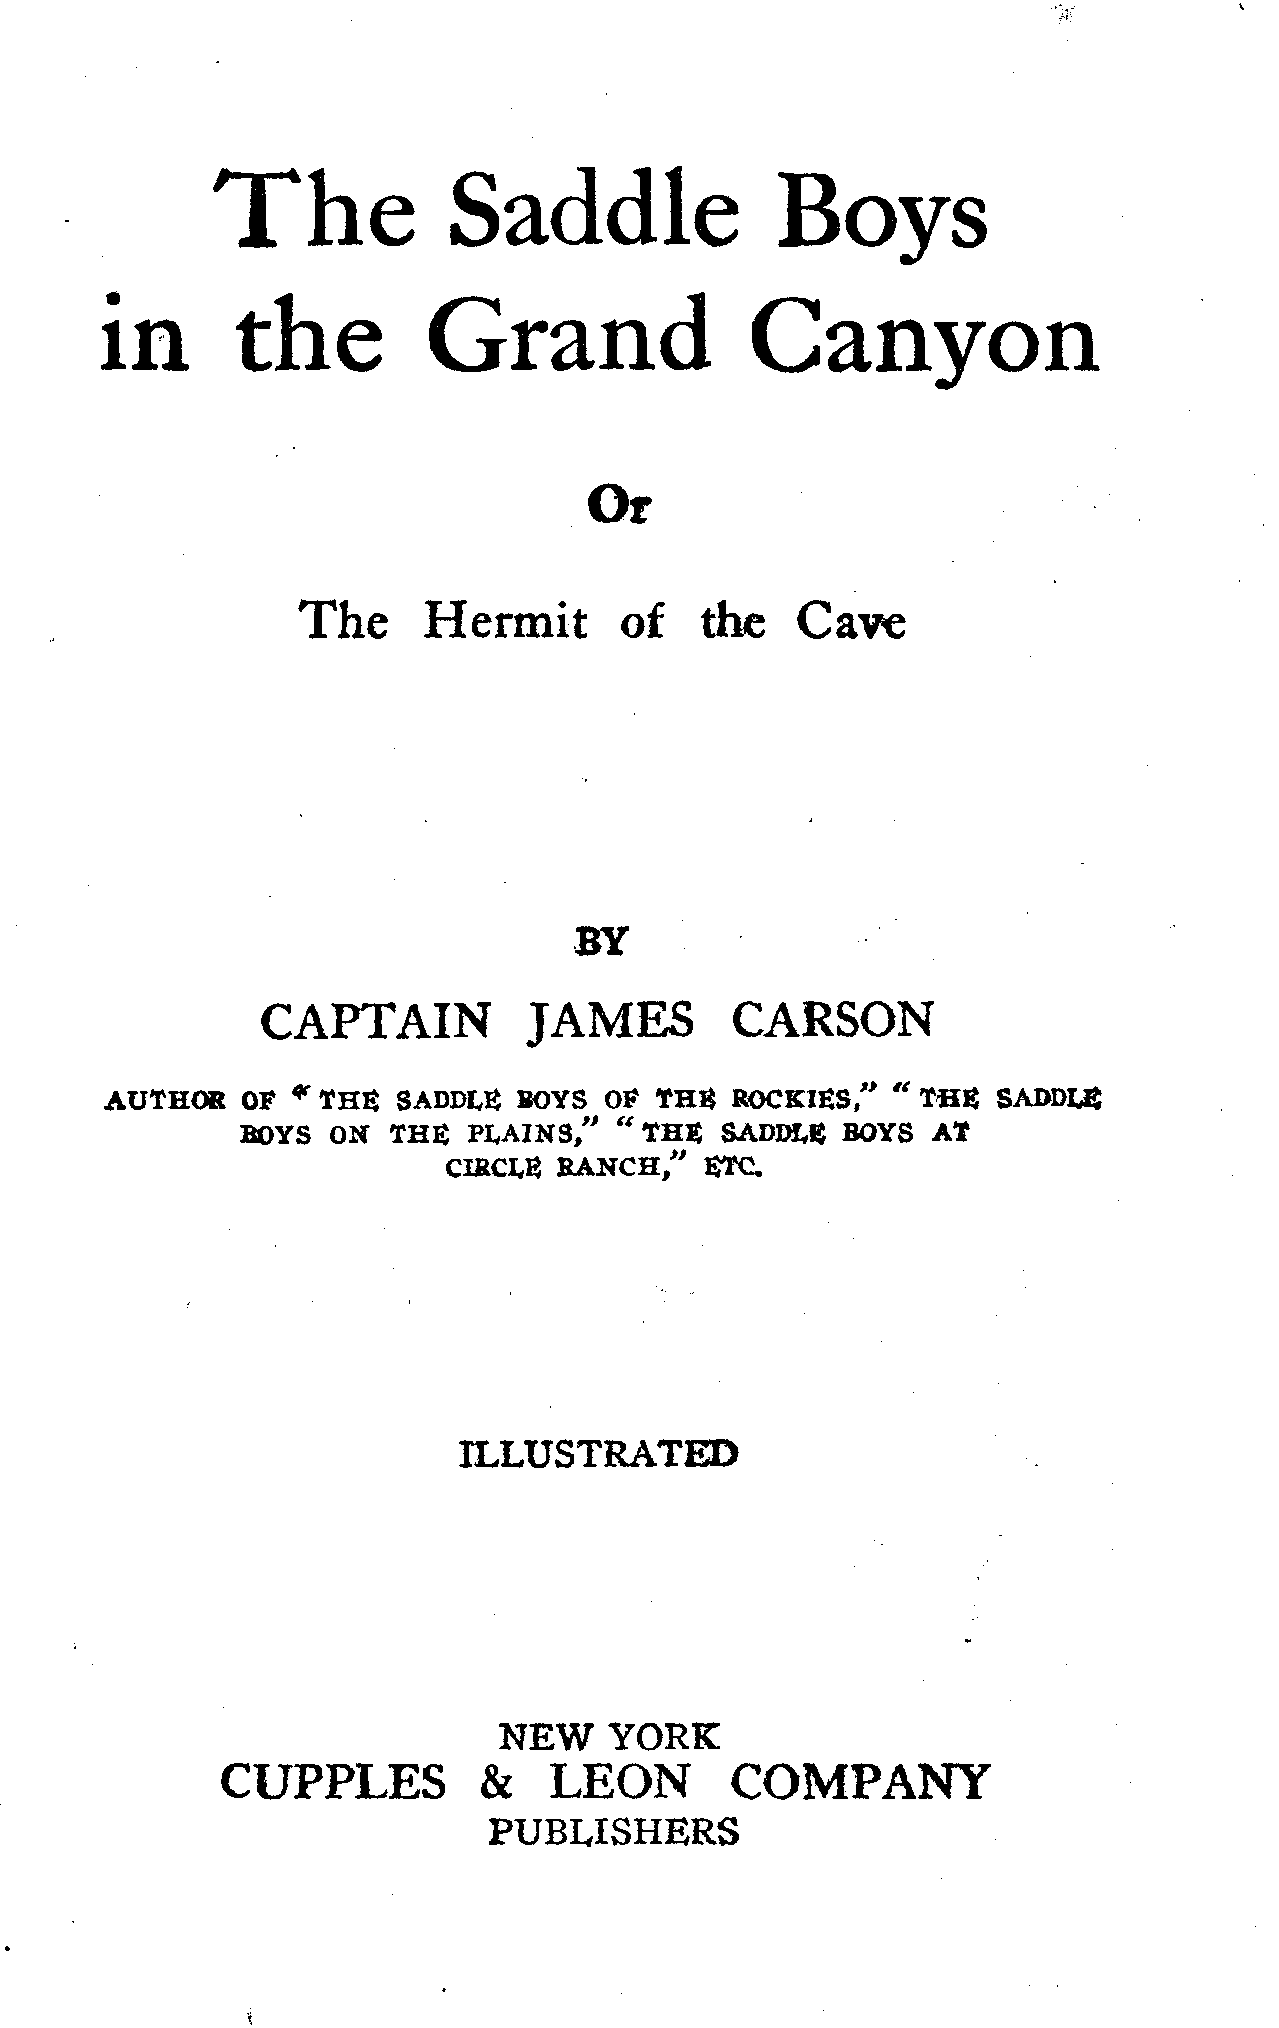 The Saddle Boys
in the Grand Canyon
Or
The Hermit of the Cave
BY
CAPTAIN JAMES CARSON
AUTHOR OF “THE SADDLE BOYS OF THE ROCKIES,” “THE SADDLE
BOYS ON THE PLAINS,” “THE SADDLE BOYS AT
CIRCLE RANCH,” ETC.
ILLUSTRATED
NEW YORK
CUPPLES & LEON COMPANY
PUBLISHERS